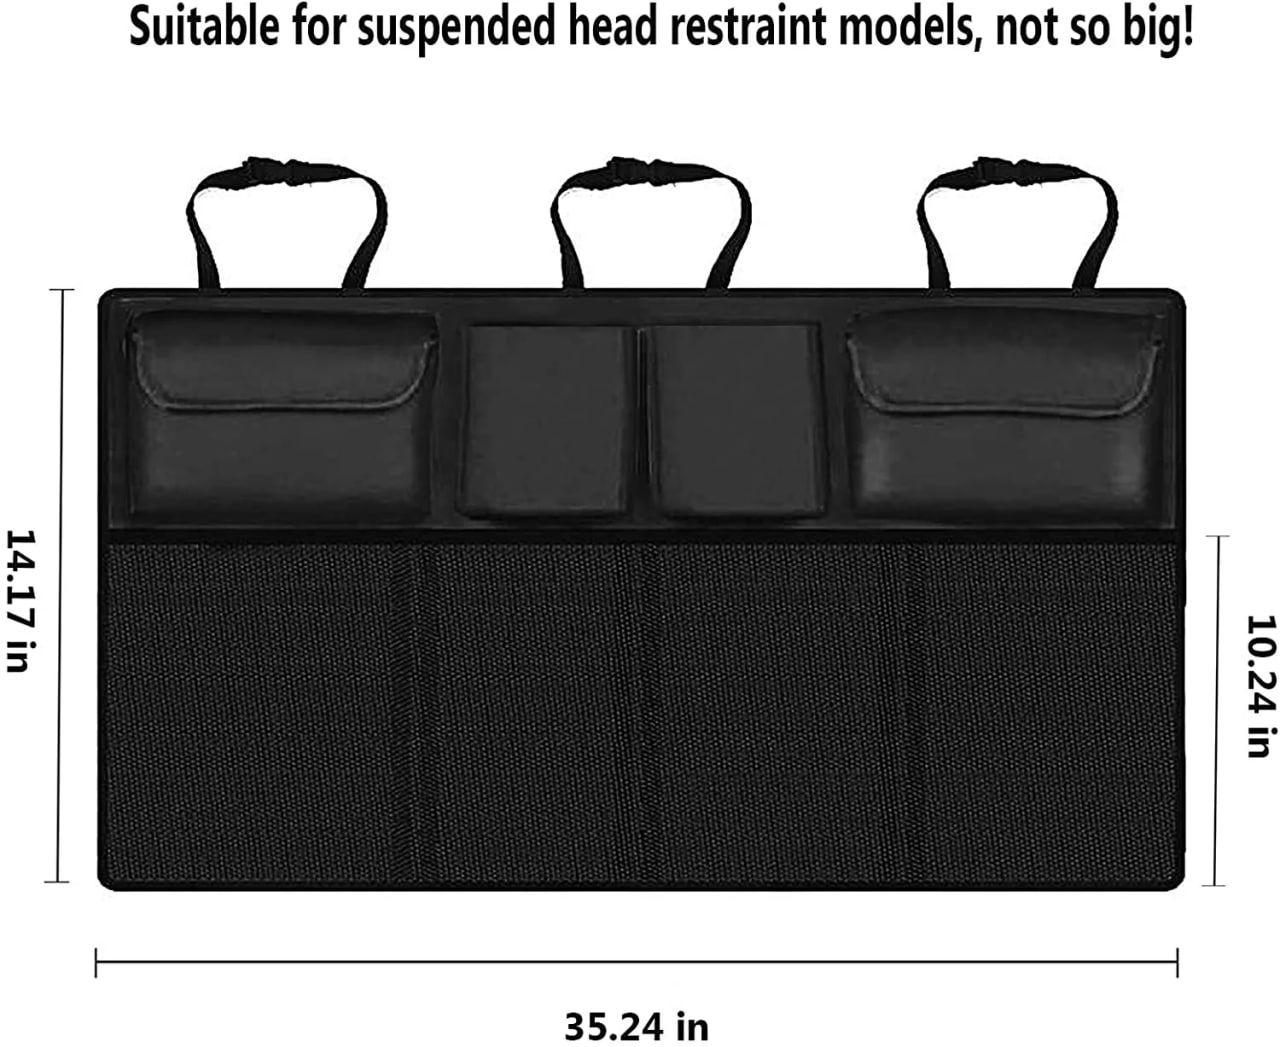 Suitable for suspended head restraint models, not so big!
14.17 in
10.24 in
35.24 in